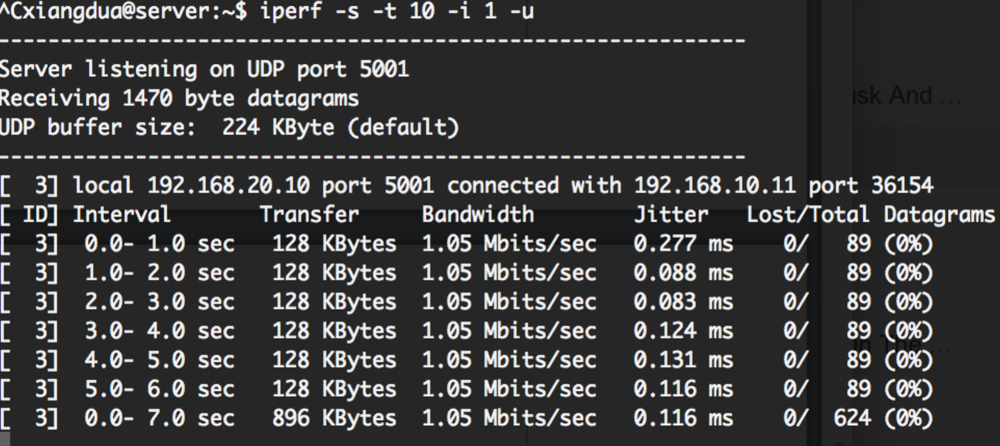 ^Cxiangdua@server:~$ iperf -s -t 10 -i 1 -u
------------------------------------------------------------
Server listening on UDP port 5001
Receiving 1470 byte datagrams
UDP buffer size:  224 KByte (default)
------------------------------------------------------------
[  3] local 192.168.20.10 port 5001 connected with 192.168.10.11 port 36154
[ ID] Interval       Transfer     Bandwidth        Jitter   Lost/Total Datagrams
[  3]  0.0- 1.0 sec   128 KBytes  1.05 Mbits/sec   0.277 ms    0/   89 (0%)
[  3]  1.0- 2.0 sec   128 KBytes  1.05 Mbits/sec   0.088 ms    0/   89 (0%)
[  3]  2.0- 3.0 sec   128 KBytes  1.05 Mbits/sec   0.083 ms    0/   89 (0%)
[  3]  3.0- 4.0 sec   128 KBytes  1.05 Mbits/sec   0.124 ms    0/   89 (0%)
[  3]  4.0- 5.0 sec   128 KBytes  1.05 Mbits/sec   0.131 ms    0/   89 (0%)
[  3]  5.0- 6.0 sec   128 KBytes  1.05 Mbits/sec   0.116 ms    0/   89 (0%)
[  3]  0.0- 7.0 sec   896 KBytes  1.05 Mbits/sec   0.116 ms    0/  624 (0%)
And ...
The ...